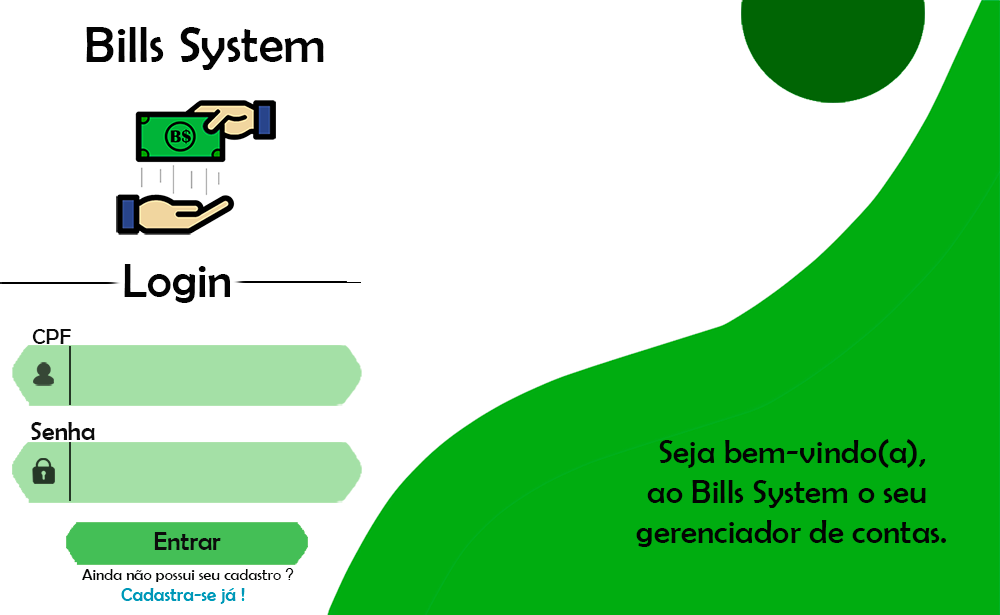 Bills System
B$
Login
CPF
Senha
Entrar
Ainda não possui seu cadastro ?
Cadastra-se já !
Seja bem-vindo(a),
ao Bills System o seu
gerenciador de contas.